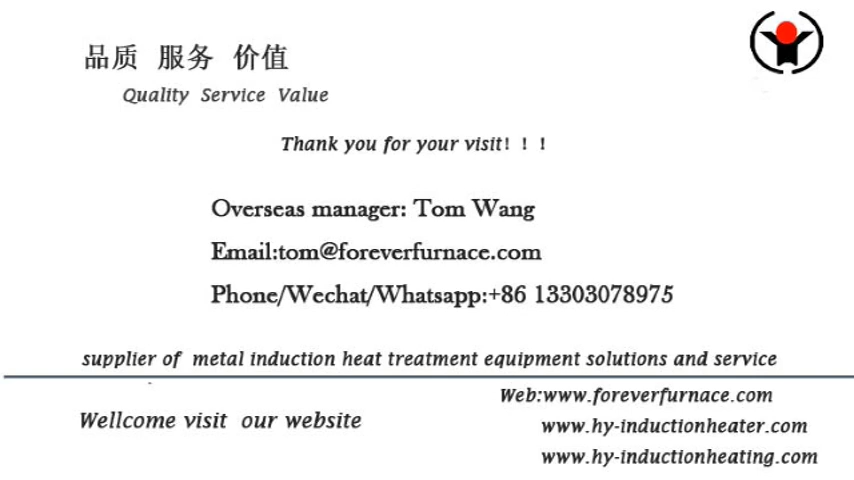 品质 服务 价值
Quality Service Value
Thank you for your visit！！！
Overseas manager: Tom Wang
Email:tom@foreverfurnace.com
Phone/Wechat/Whatsapp:+86 13303078975
supplier of metal induction heat treatment equipment solutions and service
Web:www.foreverfurnace.com
Wellcome visit our website
www.hy-inductionheater.com
www.hy-inductionheating.com